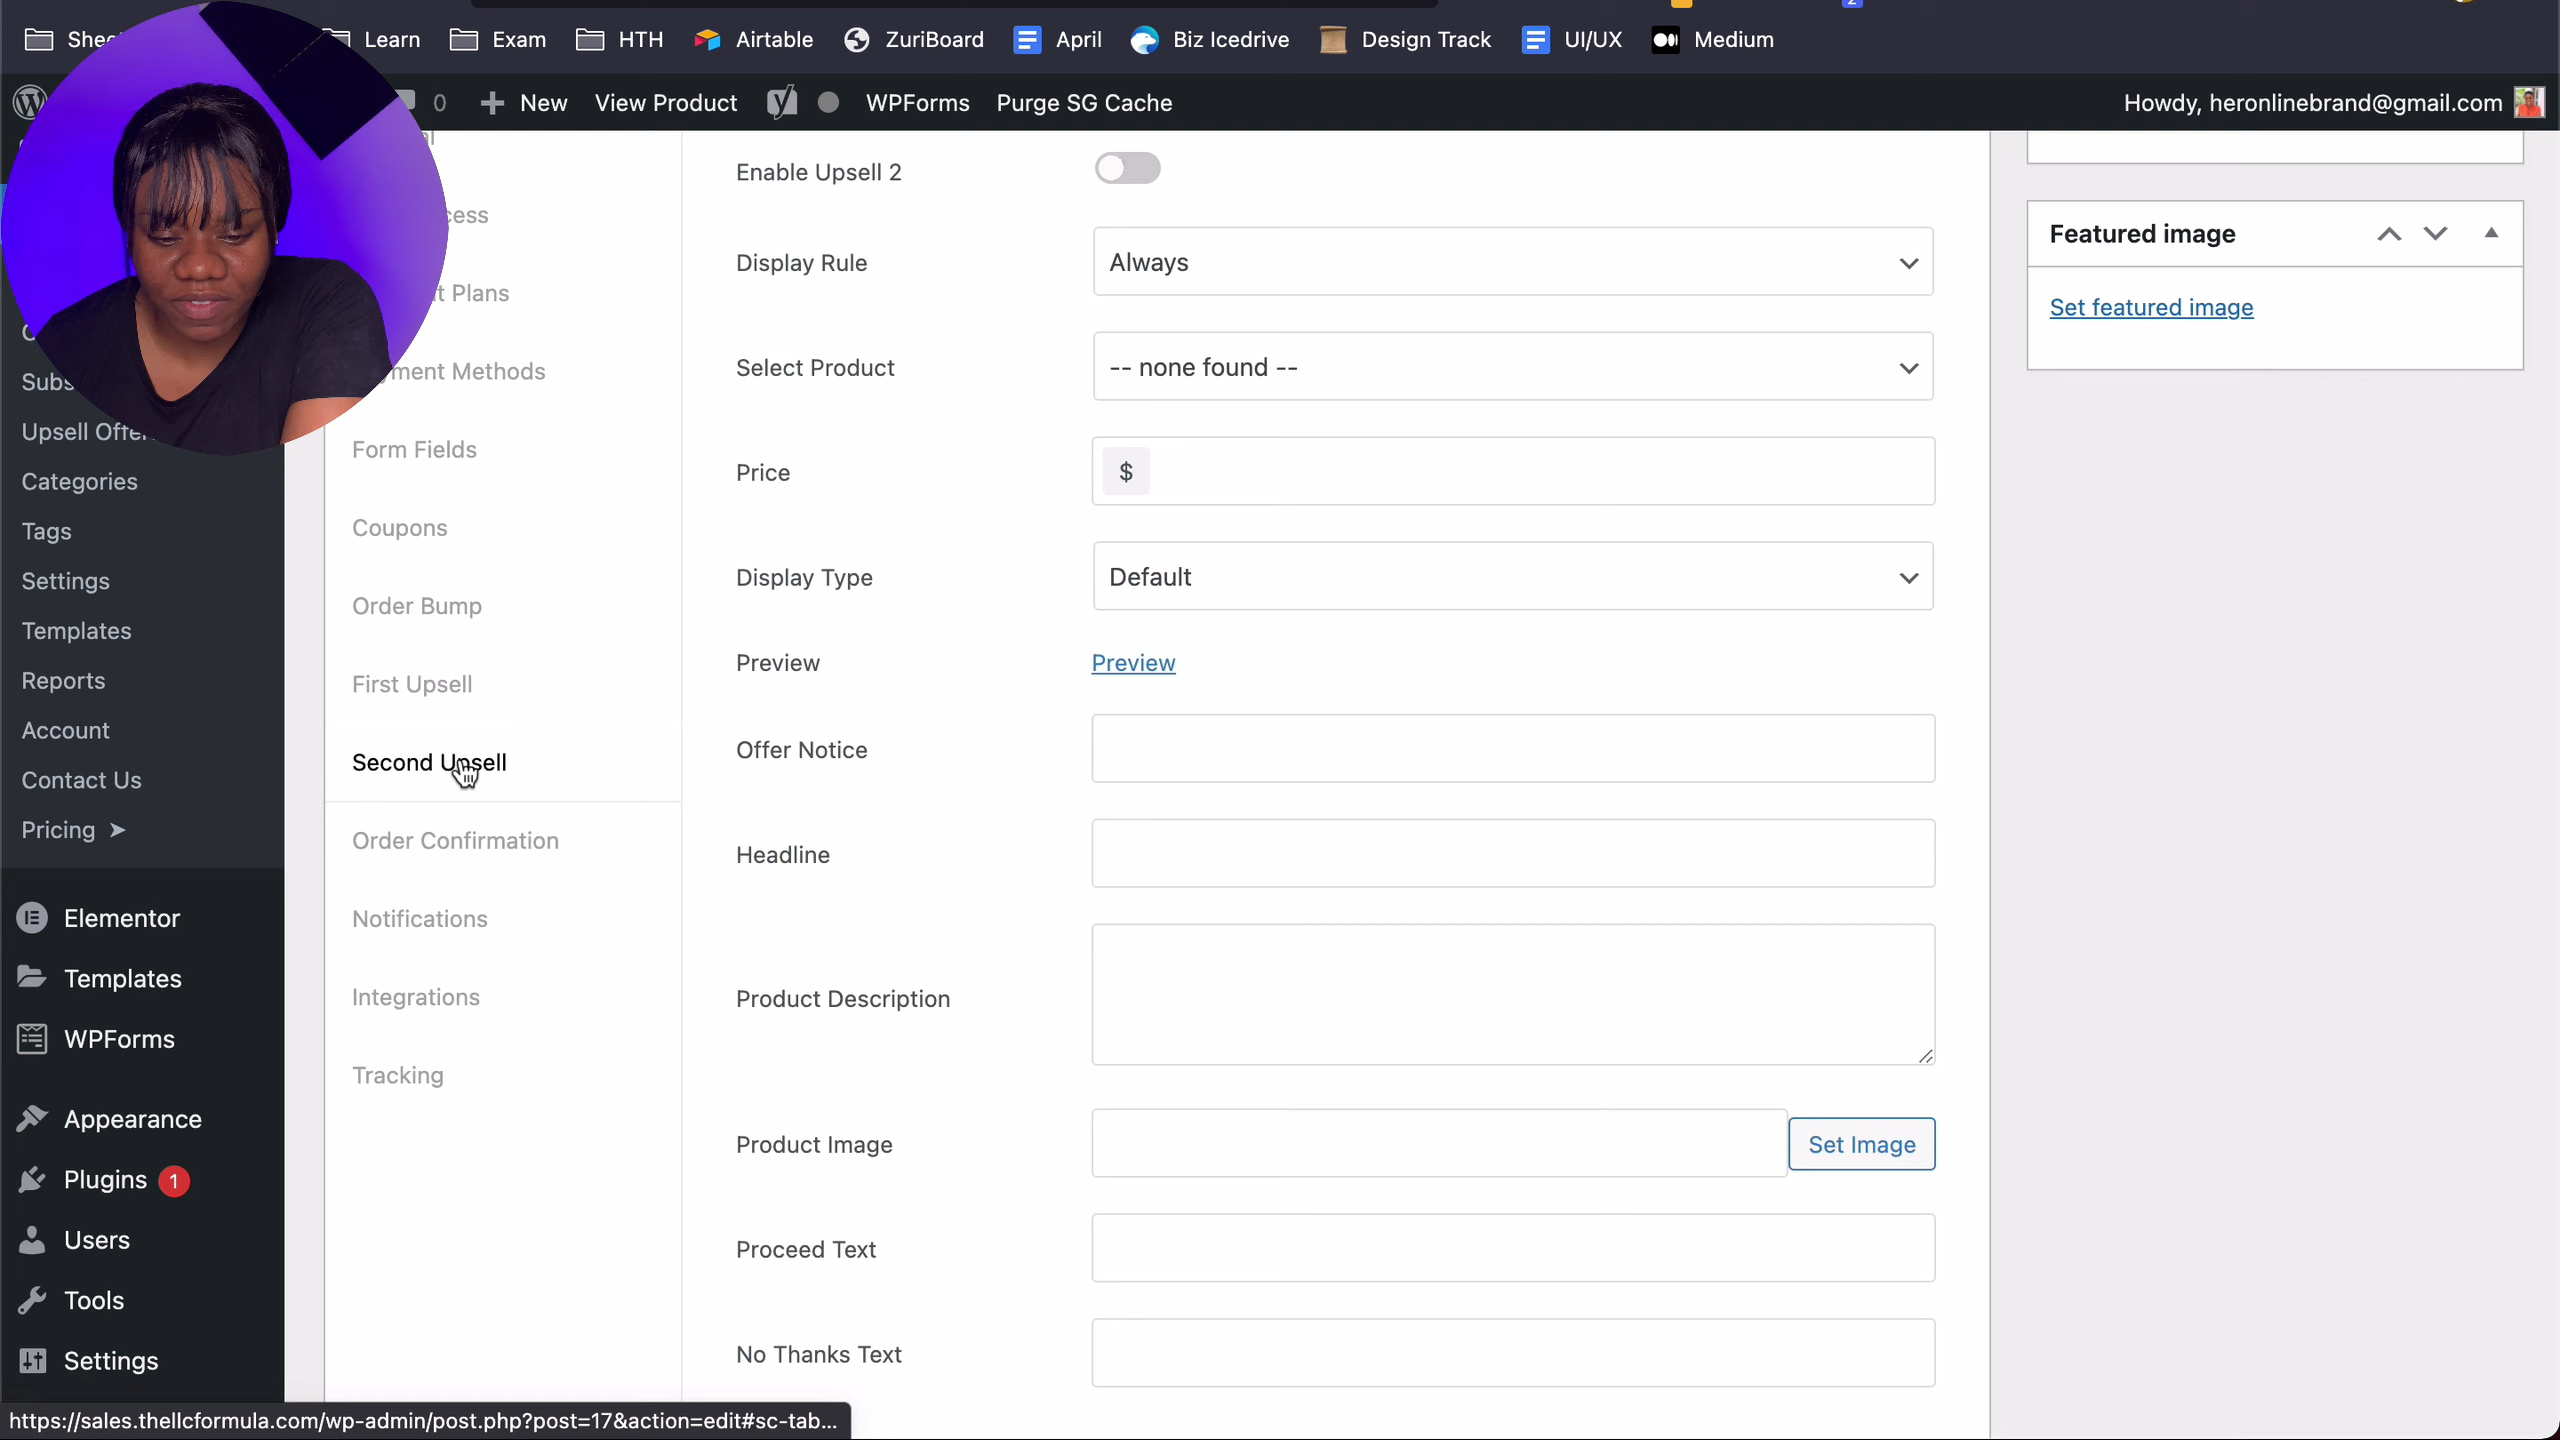 Learn
Exam
HTH
Airtable
ZuriBoard
April
Biz Icedrive
Design Track
UI/UX
Medium
0
New
View Product
WPForms
Purge SG Cache
Howdy, heronlinebrand@gmail.com
Upsell
Categories
Tags
Settings
Templates
Reports
Account
Contact Us
Pricing ➤
Elementor
Templates
WPForms
Appearance
Plugins 1
Users
Tools
Settings
Plans
Methods
Form Fields
Coupons
Order Bump
First Upsell
Second Upsell
Order Confirmation
Notifications
Integrations
Tracking
Enable Upsell 2
Display Rule
Always
Select Product
-- none found --
Price
$
Display Type
Default
Preview
Preview
Offer Notice
Headline
Product Description
Product Image
Set Image
Proceed Text
No Thanks Text
Featured image
Set featured image
https://sales.thellcformula.com/wp-admin/post.php?post=17&action=edit#sc-tab...